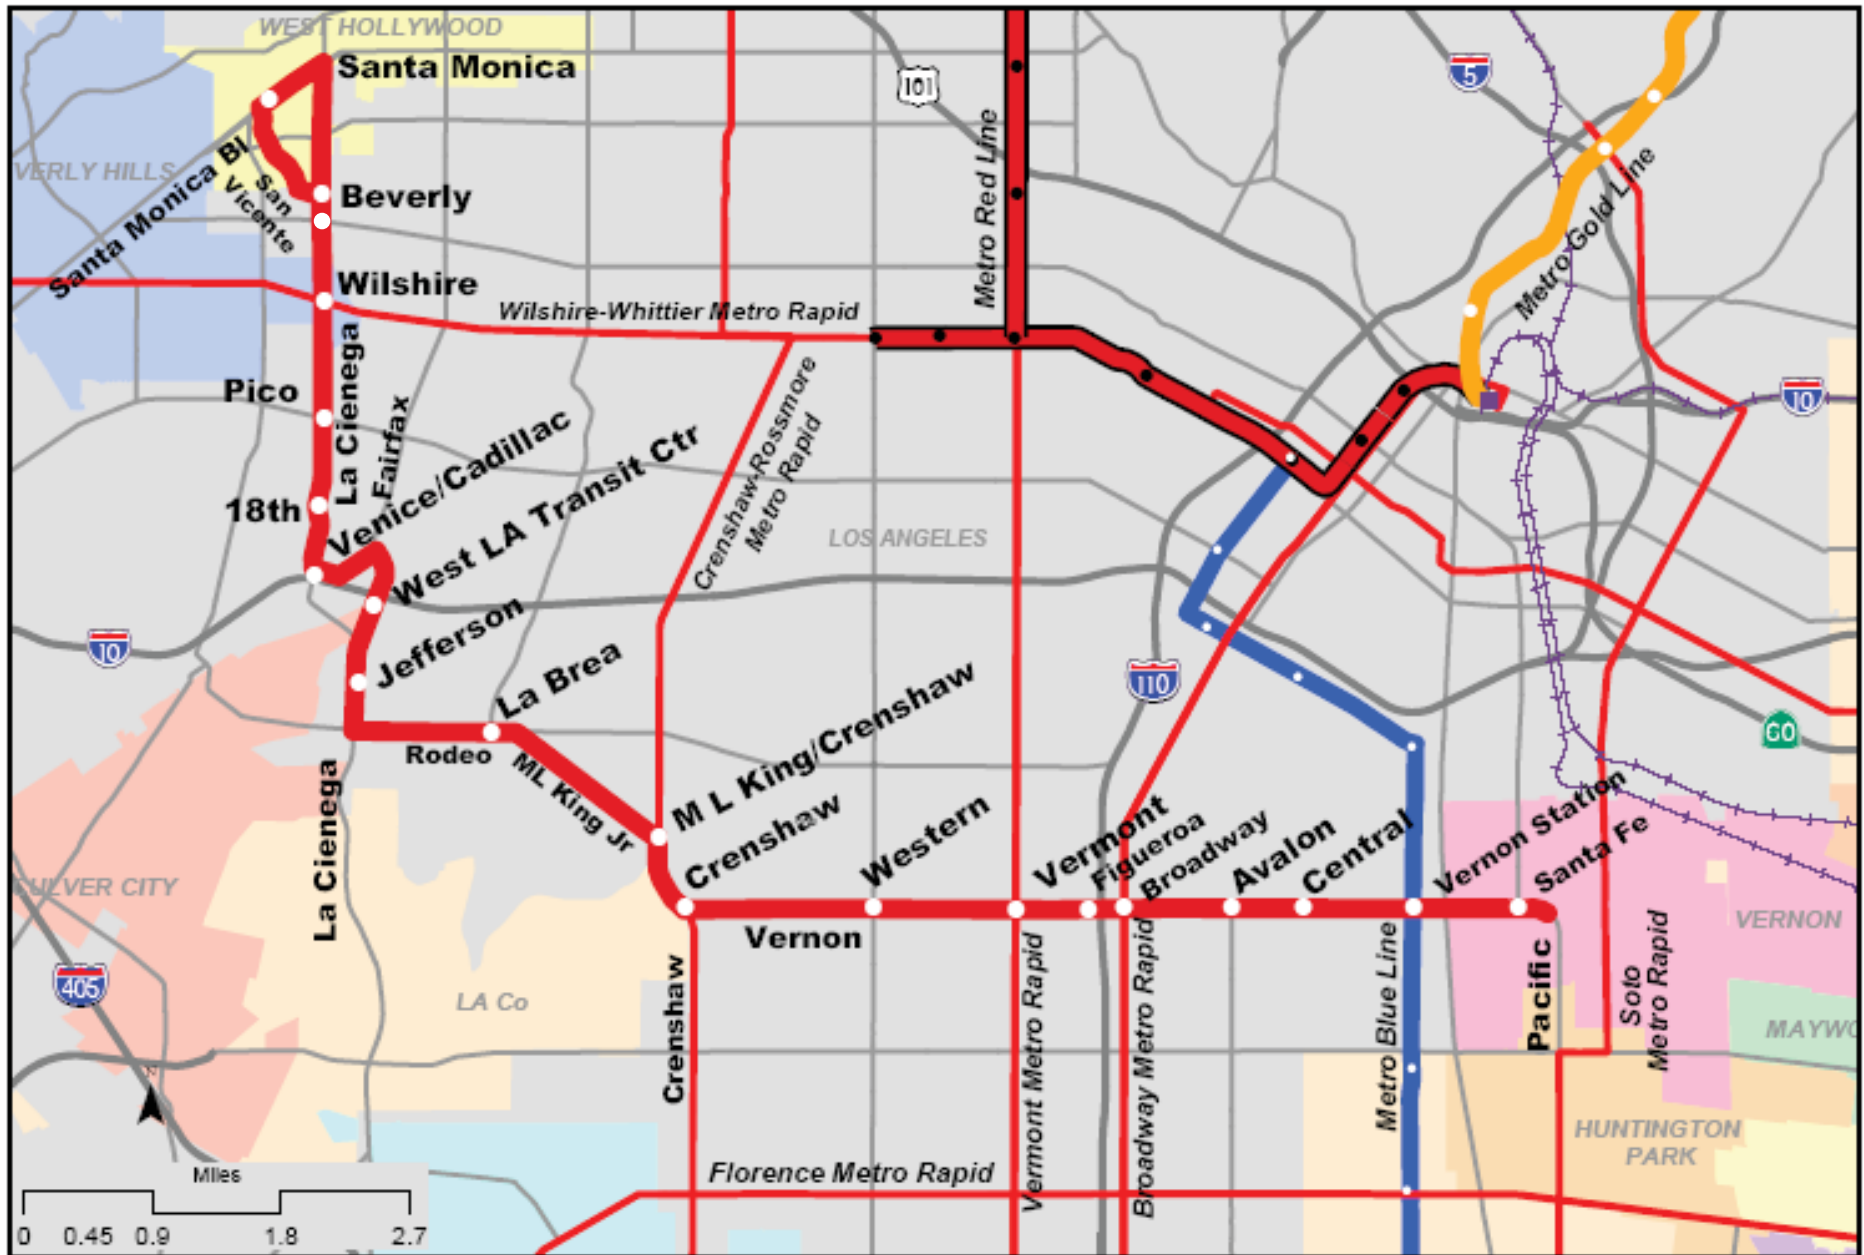 WEST HOLLYWOOD
Santa Monica
101
5
Metro Red Line
VERLY HILLS
Santa Monica Bl
San
Vicente
Beverly
Metro Gold Line
Wilshire
Wilshire-Whittier Metro Rapid
La Cienega
Pico
Fairfax
Crenshaw-Rossmore
Metro Rapid
10
18th
Venice/Cadillac
West LA Transit Ctr
LOS ANGELES
Jefferson
10
110
La Brea
60
Rodeo
ML King Jr
M L King/Crenshaw
La Cienega
Crenshaw
Western
Vermont
Figueroa
Broadway
Avalon
Central
Vernon Station
Santa Fe
CULVER CITY
VERNON
Vernon
405
LA Co
Crenshaw
Vermont Metro Rapid
Broadway Metro Rapid
Metro Blue Line
Pacific
Soto
Metro Rapid
MAYWO
HUNTINGTON
PARK
N
Miles
Florence Metro Rapid
0 0.45 0.9 1.8 2.7